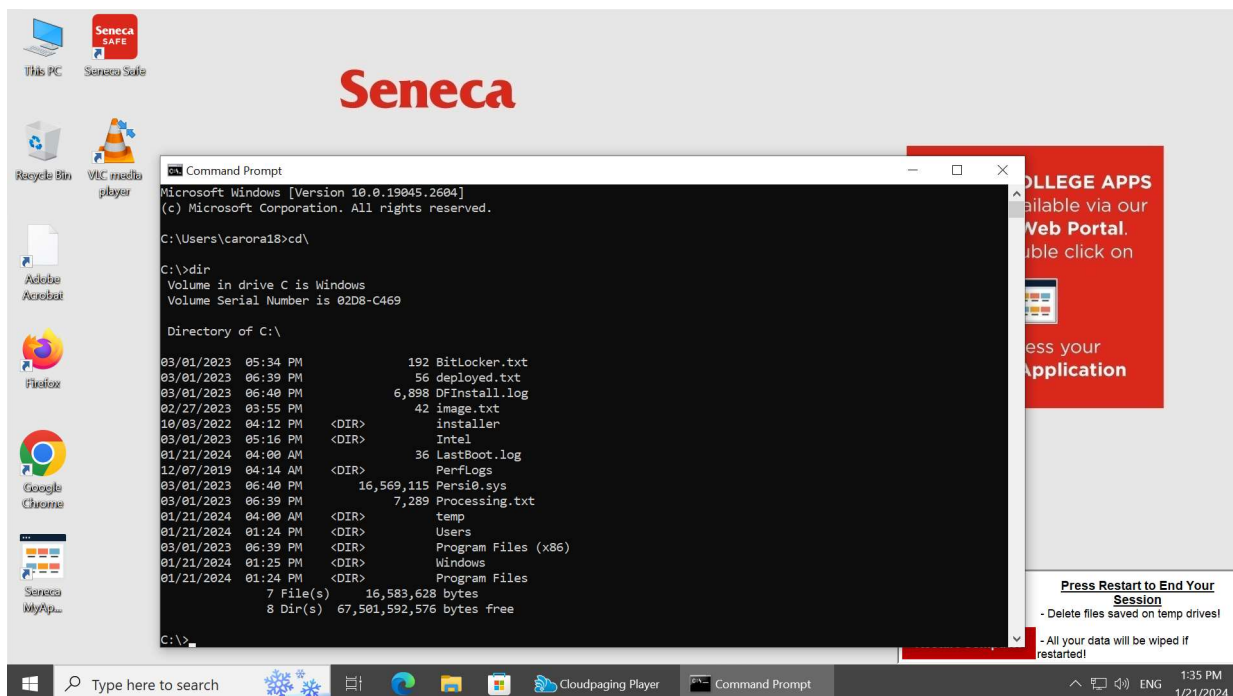 This PC
Seneca
SAFE
Seneca Safe
Recycle Bin
VLC media
player
Adobe
Acrobat
Firefox
Google
Chrome
Seneca
MyAp...
Seneca
Command Prompt
Microsoft Windows [Version 10.0.19045.2604]
(c) Microsoft Corporation. All rights reserved.
C:\Users\carora18>cd\
C:\>dir
Volume in drive C is Windows
Volume Serial Number is 02D8-C469
Directory of C:\
03/01/2023 05:34 PM 192 BitLocker.txt
03/01/2023 06:39 PM 56 deployed.txt
03/01/2023 06:40 PM 6,898 DFInstall.log
02/27/2023 03:55 PM 42 image.txt
10/03/2022 04:12 PM <DIR> installer
03/01/2023 05:16 PM <DIR> Intel
01/21/2024 04:00 AM 36 LastBoot.log
12/07/2019 04:14 AM <DIR> PerfLogs
03/01/2023 06:40 PM 16,569,115 Persi0.sys
03/01/2023 06:39 PM 7,289 Processing.txt
01/21/2024 04:00 AM <DIR> temp
01/21/2024 01:24 PM <DIR> Users
03/01/2023 06:39 PM <DIR> Program Files (x86)
01/21/2024 01:25 PM <DIR> Windows
01/21/2024 01:24 PM <DIR> Program Files
7 File(s) 16,583,628 bytes
8 Dir(s) 67,501,592,576 bytes free
C:\>_
OLLEGE APPS
ailable via our
Web Portal.
uble click on
ess your
Application
Press Restart to End Your
Session
- Delete files saved on temp drives!
- All your data will be wiped if
restarted!
Type here to search
Cloudpaging Player
Command Prompt
ENG
1:35 PM
1/21/2024